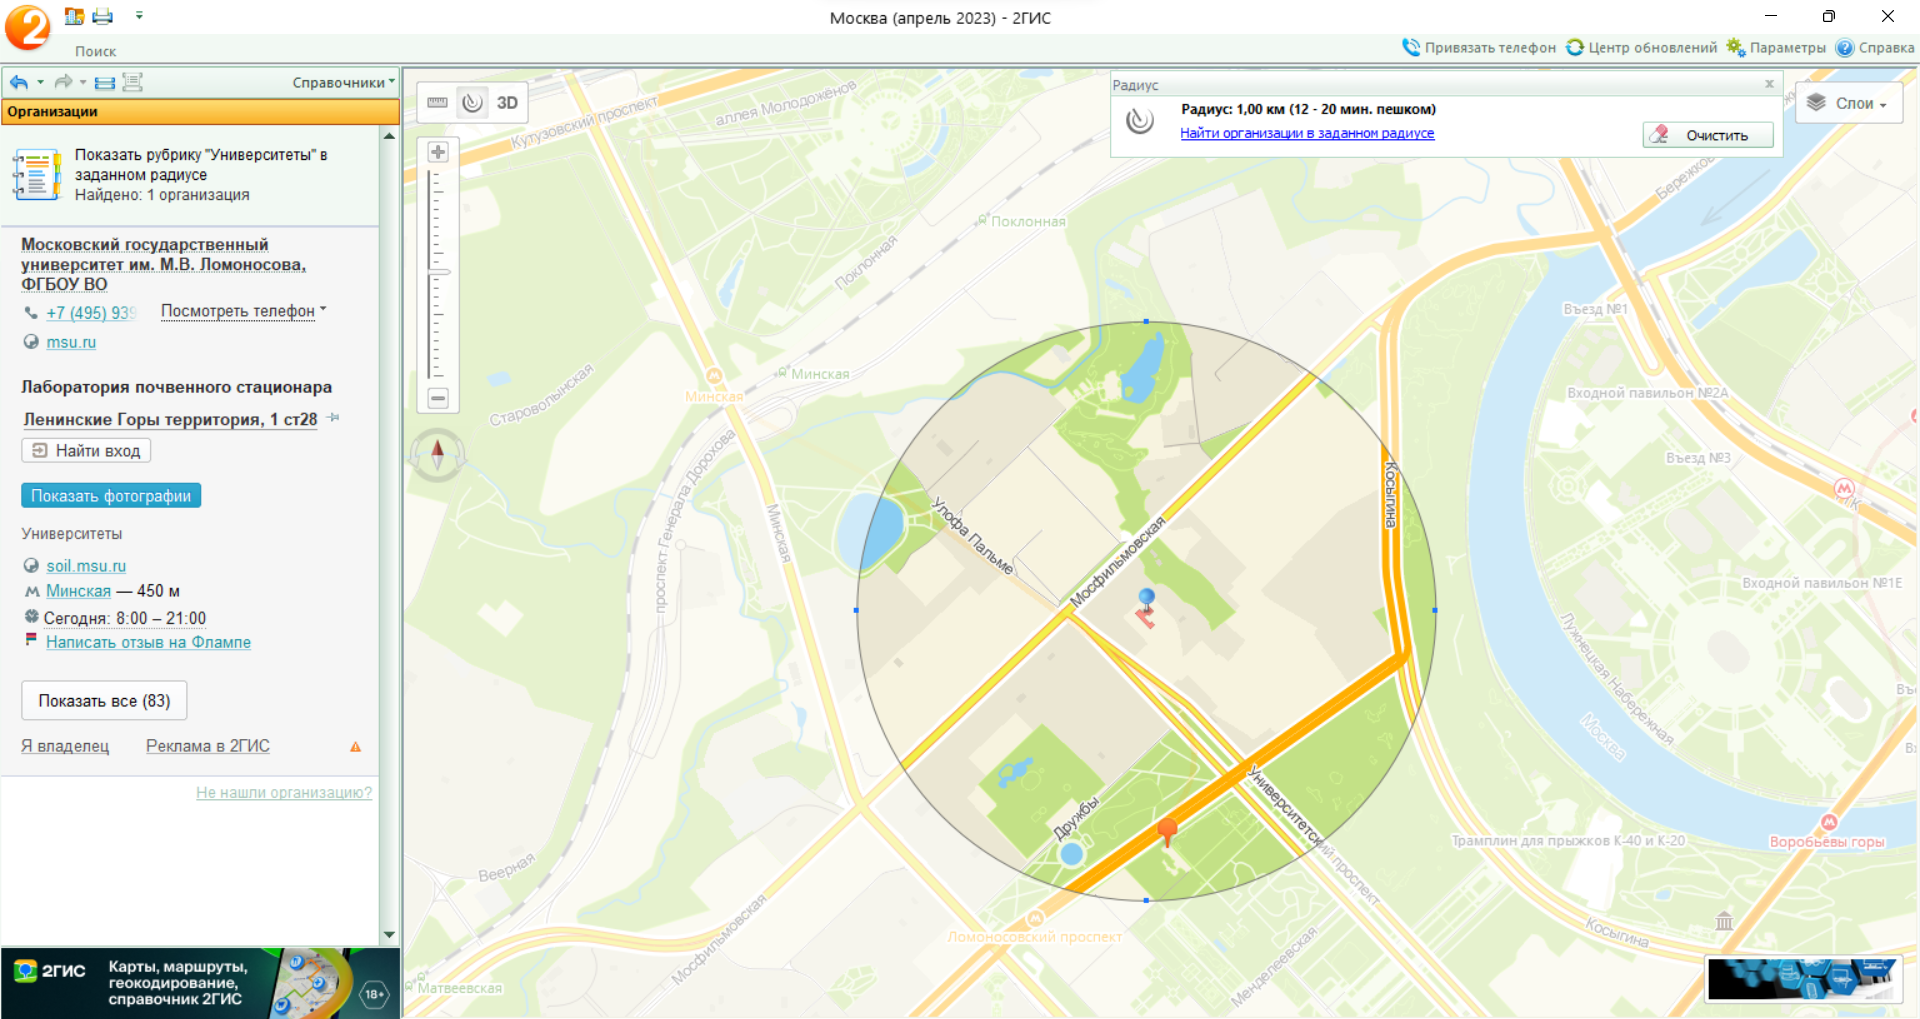 Москва (апрель 2023) - 2ГИС
2
Поиск
Привязать телефон
Центр обновлений
Параметры
Справка
Справочники
Организации
Показать рубрику "Университеты" в
заданном радиусе
Найдено: 1 организация
Московский государственный
университет им. М.В. Ломоносова,
ФГБОУ ВО
+7 (495) 939
Посмотреть телефон
msu.ru
Лаборатория почвенного стационара
Ленинские Горы территория, 1 ст28
Найти вход
Показать фотографии
Университеты
soil.msu.ru
Минская — 450 м
Сегодня: 8:00 – 21:00
Написать отзыв на Флампе
Показать все (83)
Я владелец
Реклама в 2ГИС
Не нашли организацию?
2ГИС
Карты, маршруты,
геокодирование,
справочник 2ГИС
18+
3D
Радиус
x
Радиус: 1,00 км (12 - 20 мин. пешком)
Найти организации в заданном радиусе
Очистить
Слои
Кутузовский проспект
аллея Молодожёнов
Поклонная
Поклонная
Минская
Минская
Старовольнская
проспект Генерала Дорохова
Минская
Улофа Пальме
Мосфильмовская
Косыгина
Бережков
Въезд №1
Входной павильон №2А
Въезд №3
Входной павильон №1Е
Лужнецкая Набережная
Москва
Въ
Трамплин для прыжков К-40 и К-20
Воробьёвы горы
Университетский проспект
Дружбы
Веерная
Мосфильмовская
Ломоносовский проспект
Менделеевская
Косыгина
Матвеевская